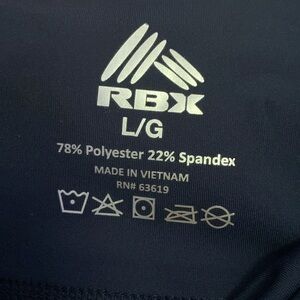 RBX
L/G
78% Polyester 22% Spandex
MADE IN VIETNAM
RN# 63619